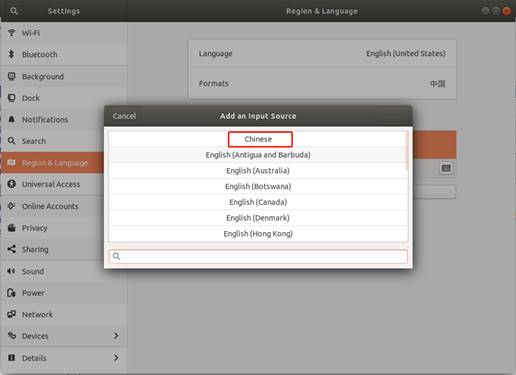 Settings
Region & Language
Wi-Fi
Bluetooth
Background
Dock
Notifications
Search
Region & Language
Universal Access
Online Accounts
Privacy
Sharing
Sound
Power
Network
Devices
Details
Language
English (United States)
Formats
中国
Cancel
Add an Input Source
Chinese
English (Antigua and Barbuda)
English (Australia)
English (Botswana)
English (Canada)
English (Denmark)
English (Hong Kong)